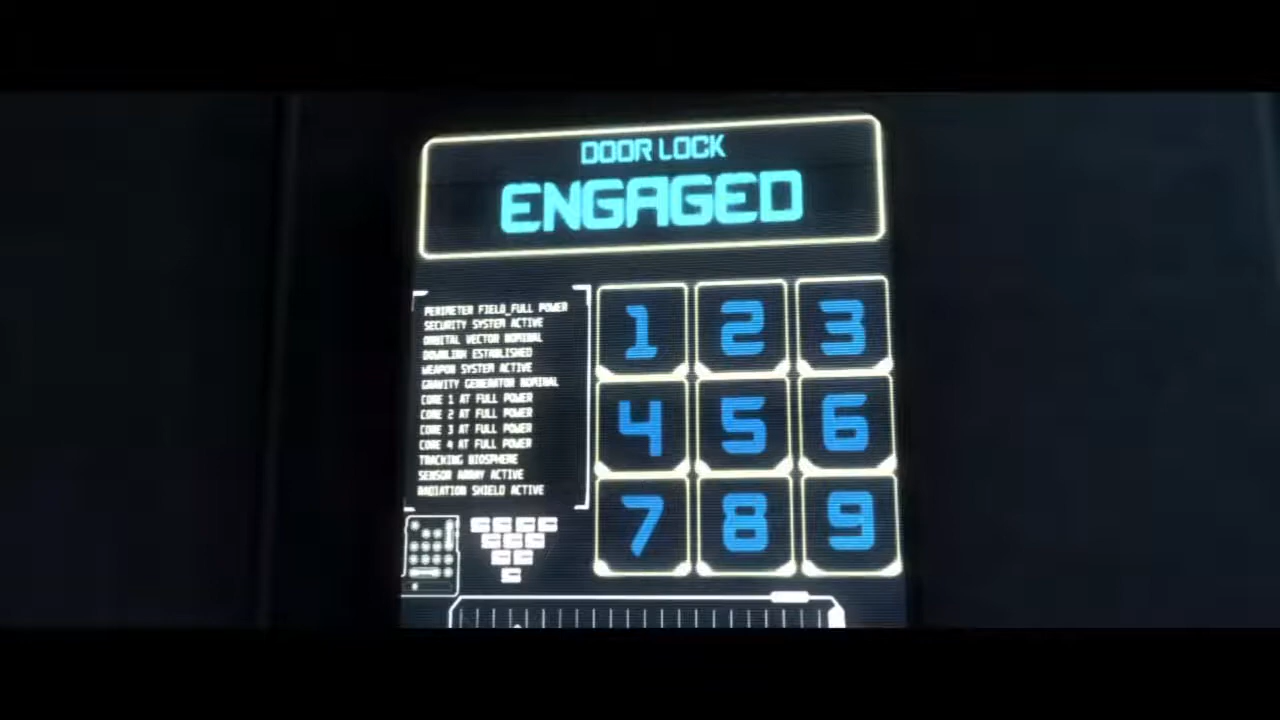 DOOR LOCK
ENGAGED
PERIMETER FIELD_FULL POWER
SECURITY SYSTEM ACTIVE
ORBITAL VECTOR NOMINAL
DOWNLINK ESTABLISHED
WEAPON SYSTEM ACTIVE
GRAVITY GENERATOR NOMINAL
CORE 1 AT FULL POWER
CORE 2 AT FULL POWER
CORE 3 AT FULL POWER
CORE 4 AT FULL POWER
TRACKING BIOSPHERE
SENSOR ARRAY ACTIVE
RADIATION SHIELD ACTIVE
1 2 3
4 5 6
7 8 9